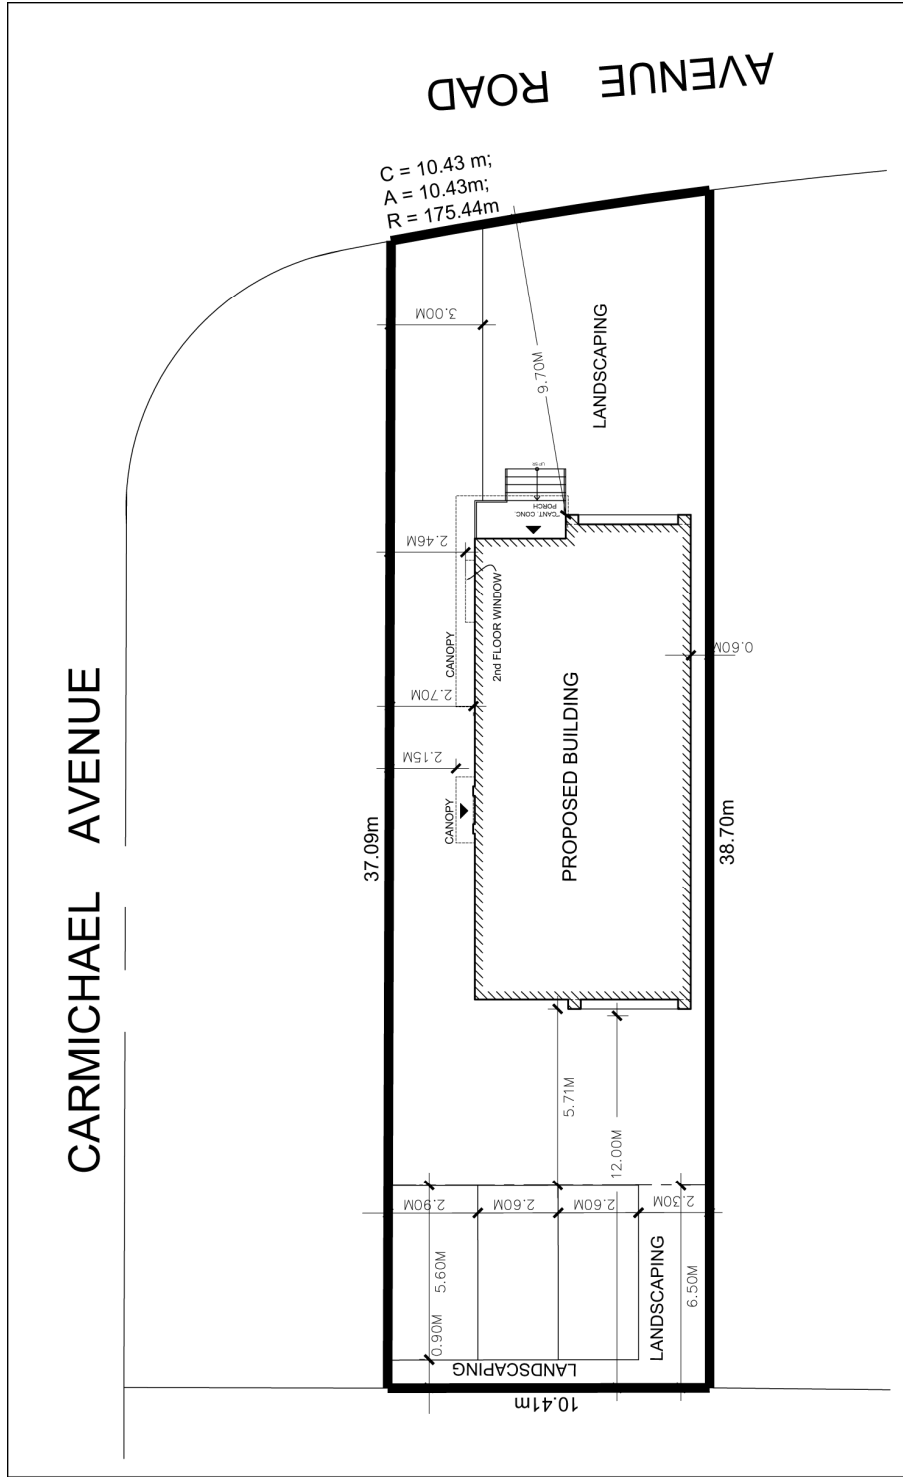 AVENUE ROAD
C = 10.43 m;
A = 10.43m;
R = 175.44m
3.00M
9.70M
LANDSCAPING
UP 5R
"CANT. CONC.
PORCH
2.46M
2nd FLOOR WINDOW
CANOPY
0.60M
2.70M
PROPOSED BUILDING
2.15M
CANOPY
CARMICHAEL AVENUE
37.09m
38.70m
5.71M
12.00M
2.90M
2.60M
2.60M
2.30M
5.60M
0.90M
LANDSCAPING
LANDSCAPING
6.50M
10.41m